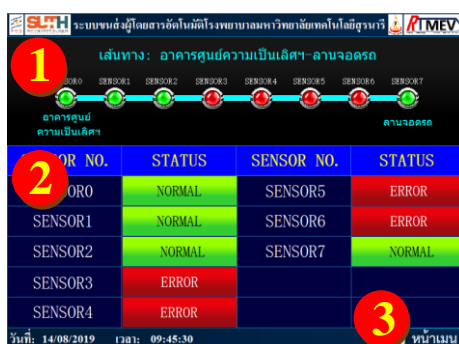 SUTH ระบบขนส่งผู้โดยสารอัตโนมัติโรงพยาบาลมหาวิทยาลัยเทคโนโลยีสุรนารี RTMEV
เส้นทาง: อาคารศูนย์ความเป็นเลิศฯ-ลานจอดรถ
1
SOR0 SENSOR1 SENSOR2 SENSOR3 SENSOR4 SENSOR5 SENSOR6 SENSOR7
อาคารศูนย์
ความเป็นเลิศฯ
ลานจอดรถ
OR NO. STATUS SENSOR NO. STATUS
2
OR0 NORMAL SENSOR5 ERROR
SENSOR1 NORMAL SENSOR6 ERROR
SENSOR2 NORMAL SENSOR7 NORMAL
SENSOR3 ERROR
SENSOR4 ERROR
3
วันที่: 14/08/2019 เวลา: 09:45:30 หน้าเมน